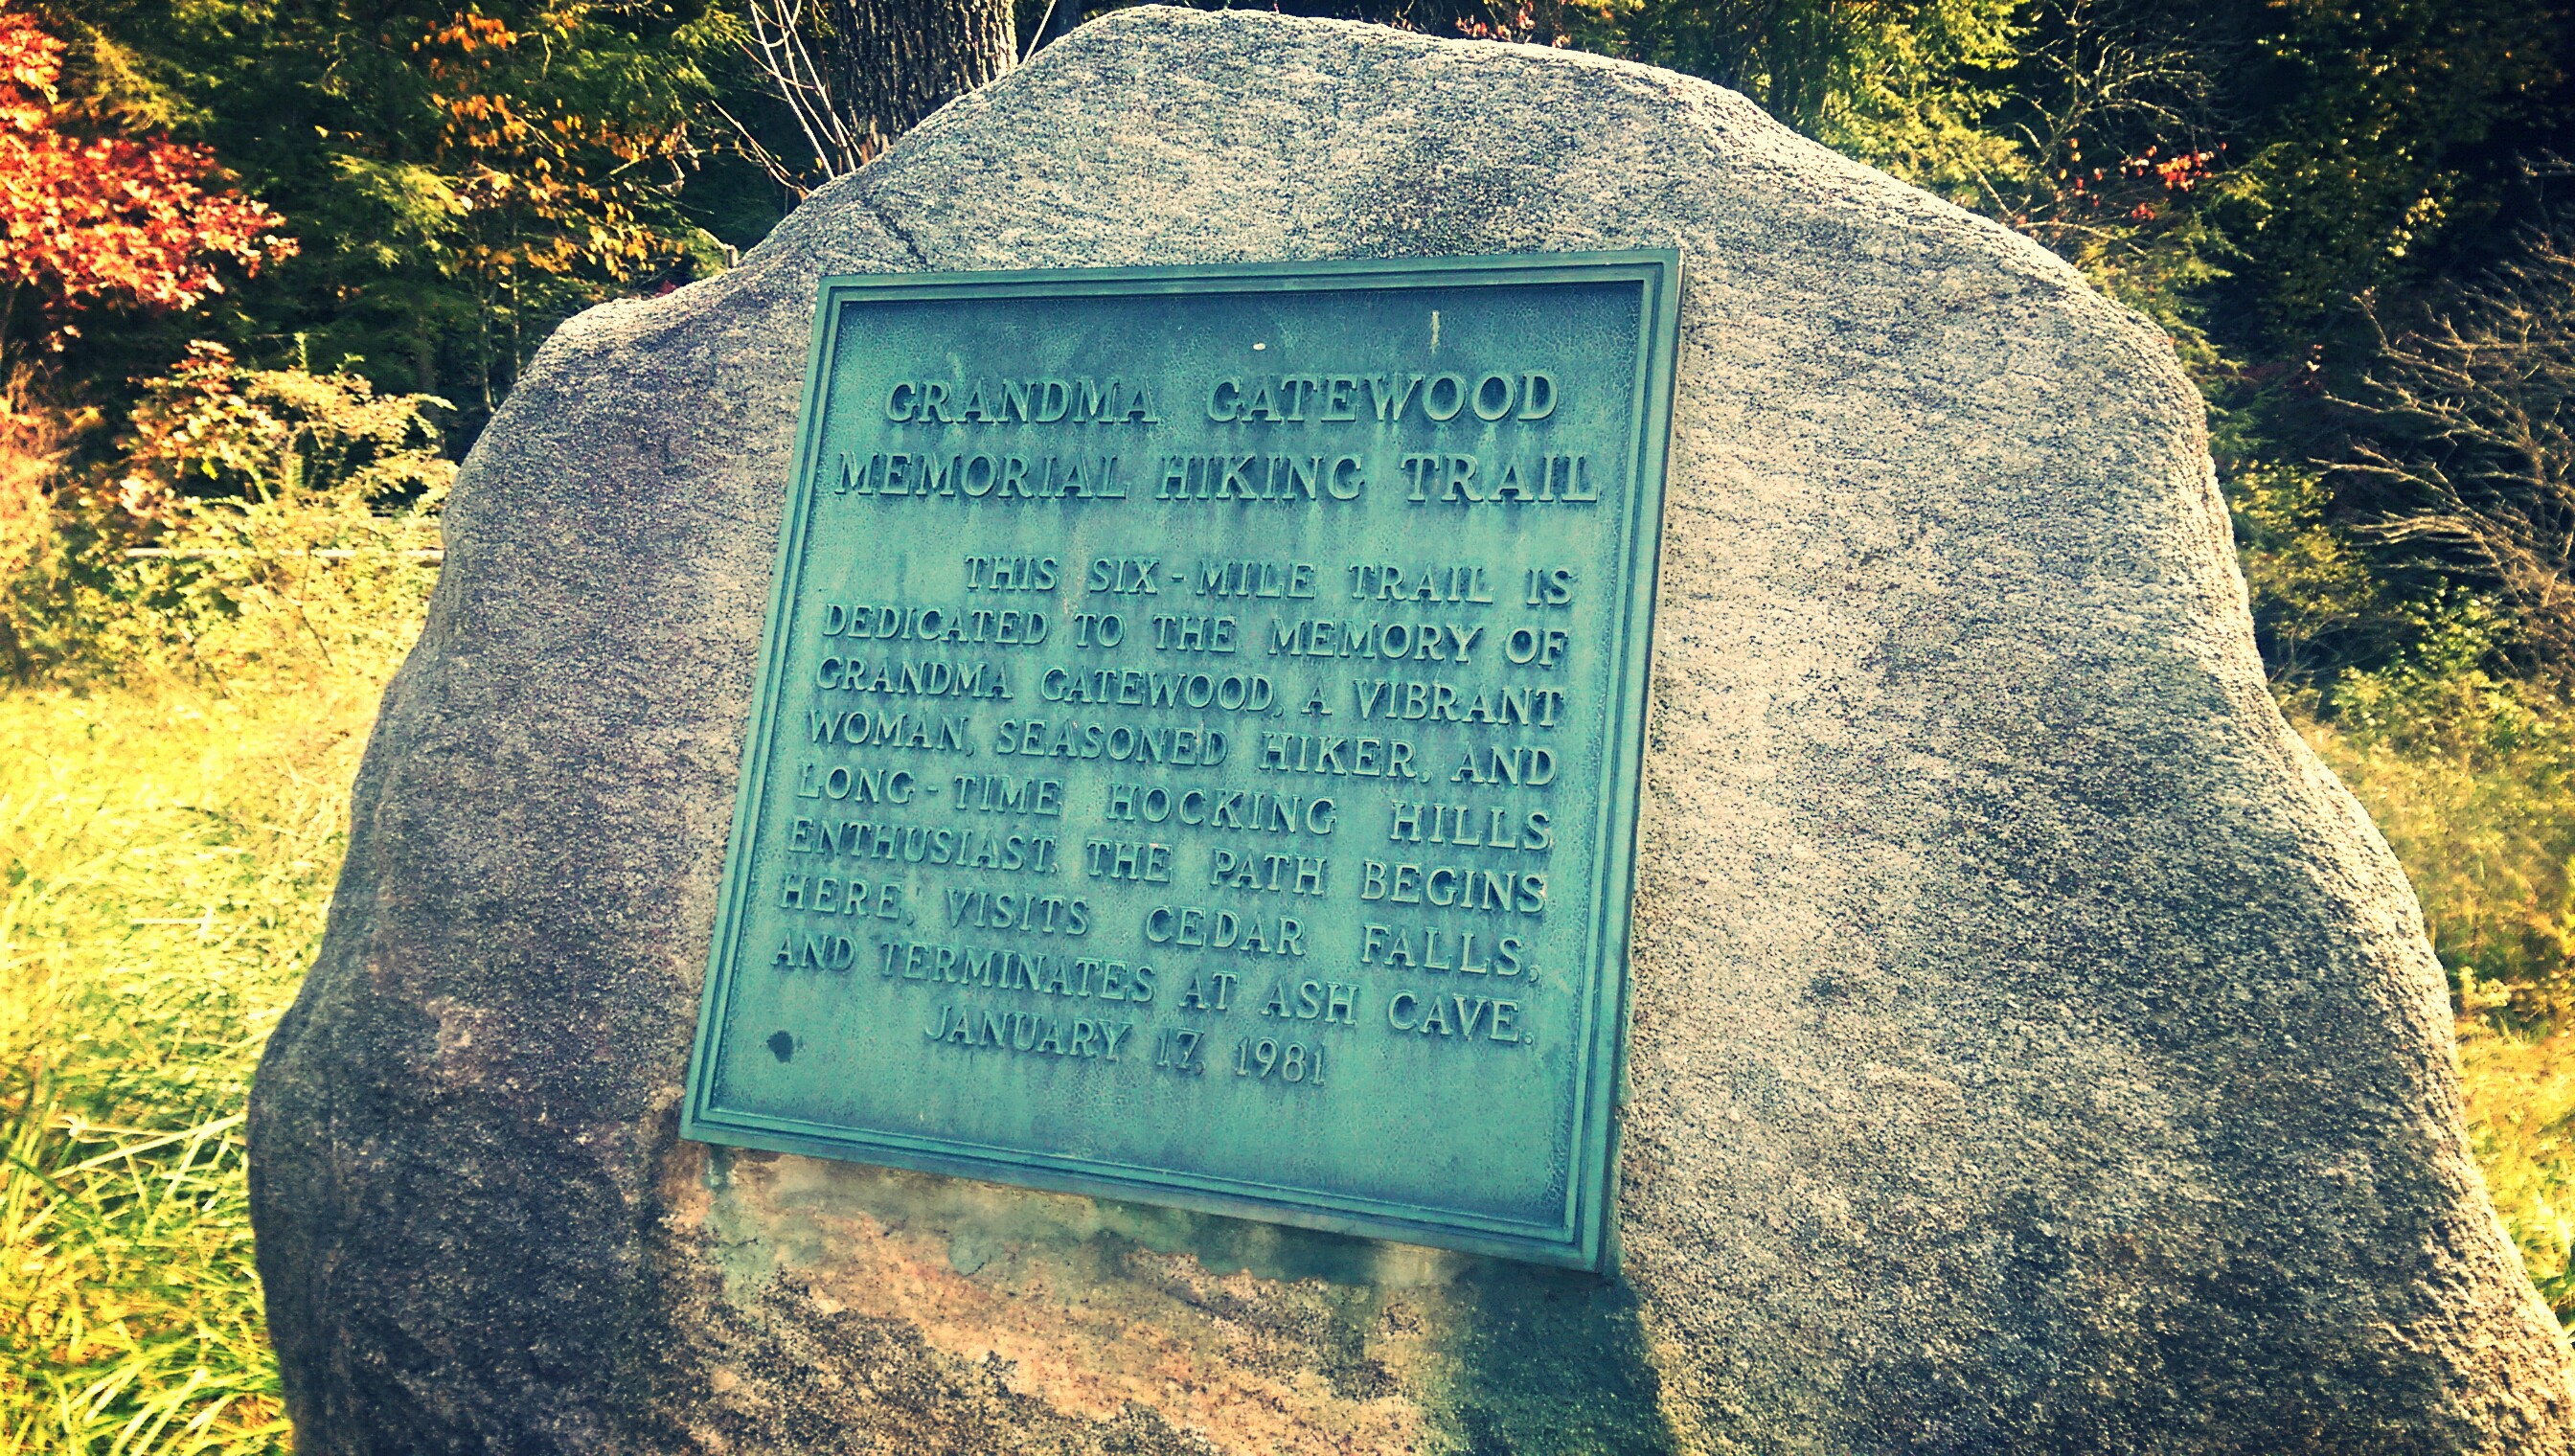 GRANDMA GATEWOOD
MEMORIAL HIKING TRAIL
THIS SIX-MILE TRAIL IS
DEDICATED TO THE MEMORY OF
GRANDMA GATEWOOD, A VIBRANT
WOMAN, SEASONED HIKER, AND
LONG-TIME HOCKING HILLS
ENTHUSIAST. THE PATH BEGINS
HERE, VISITS CEDAR FALLS,
AND TERMINATES AT ASH CAVE.
JANUARY 17, 1981